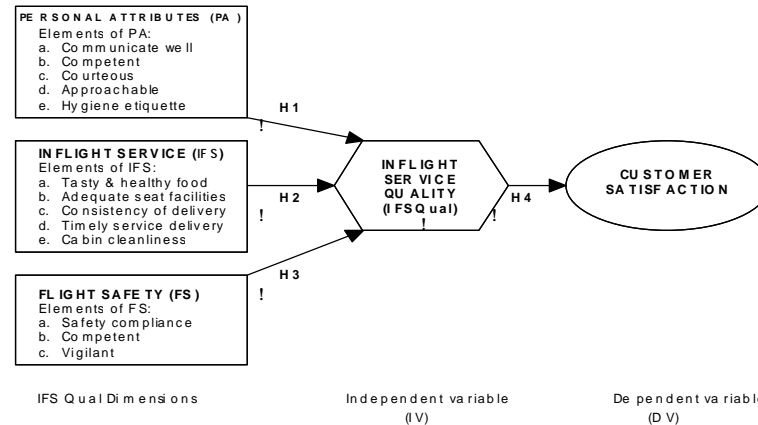 PERSONAL ATTRIBUTES (PA)
Elements of PA:
a. Communicate well
b. Competent
c. Courteous
d. Approachable
e. Hygiene etiquette
H1
!
INFLIGHT SERVICE (IFS)
Elements of IFS:
a. Tasty & healthy food
b. Adequate seat facilities
c. Consistency of delivery
d. Timely service delivery
e. Cabin cleanliness
H2
!
INFLIGHT
SERVICE
QUALITY
(IFSQual)
!
!
H4
CUSTOMER
SATISFACTION
H3
!
FLIGHT SAFETY (FS)
Elements of FS:
a. Safety compliance
b. Competent
c. Vigilant
IFS Qual Dimensions
Independent variable
(IV)
Dependent variable
(DV)